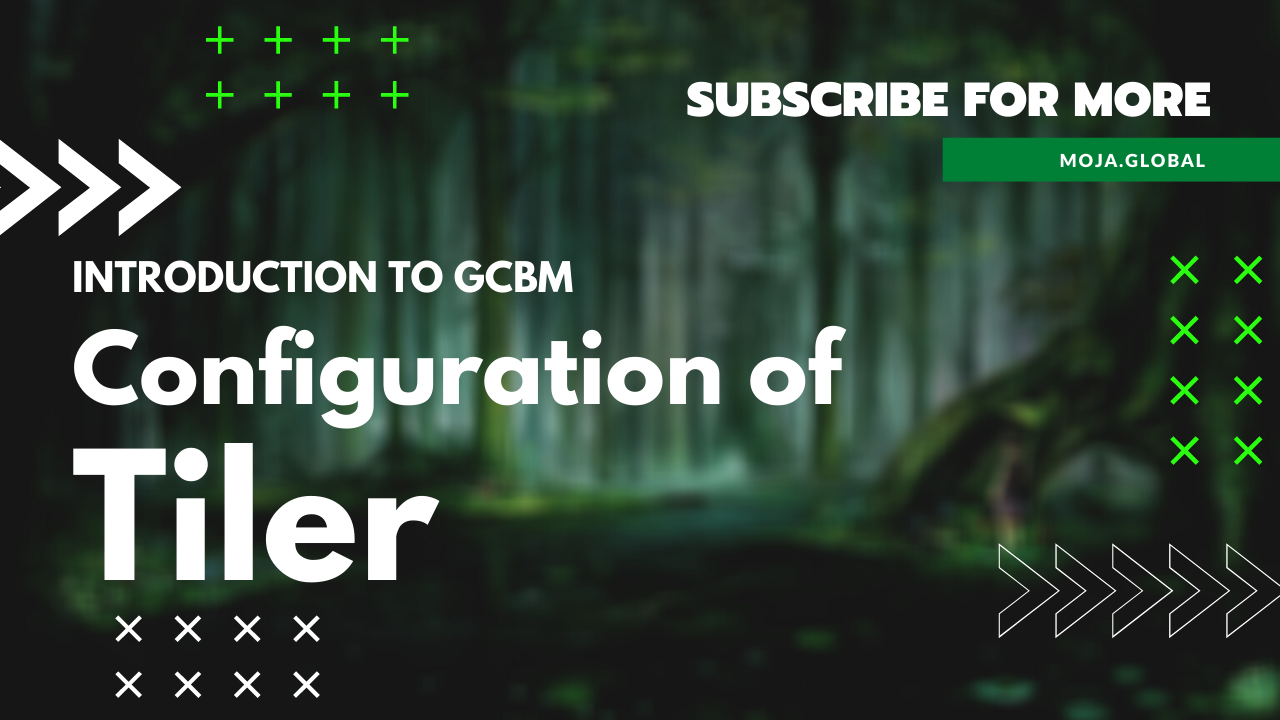 SUBSCRIBE FOR MORE
MOJA.GLOBAL
INTRODUCTION TO GCBM
Configuration of
Tiler